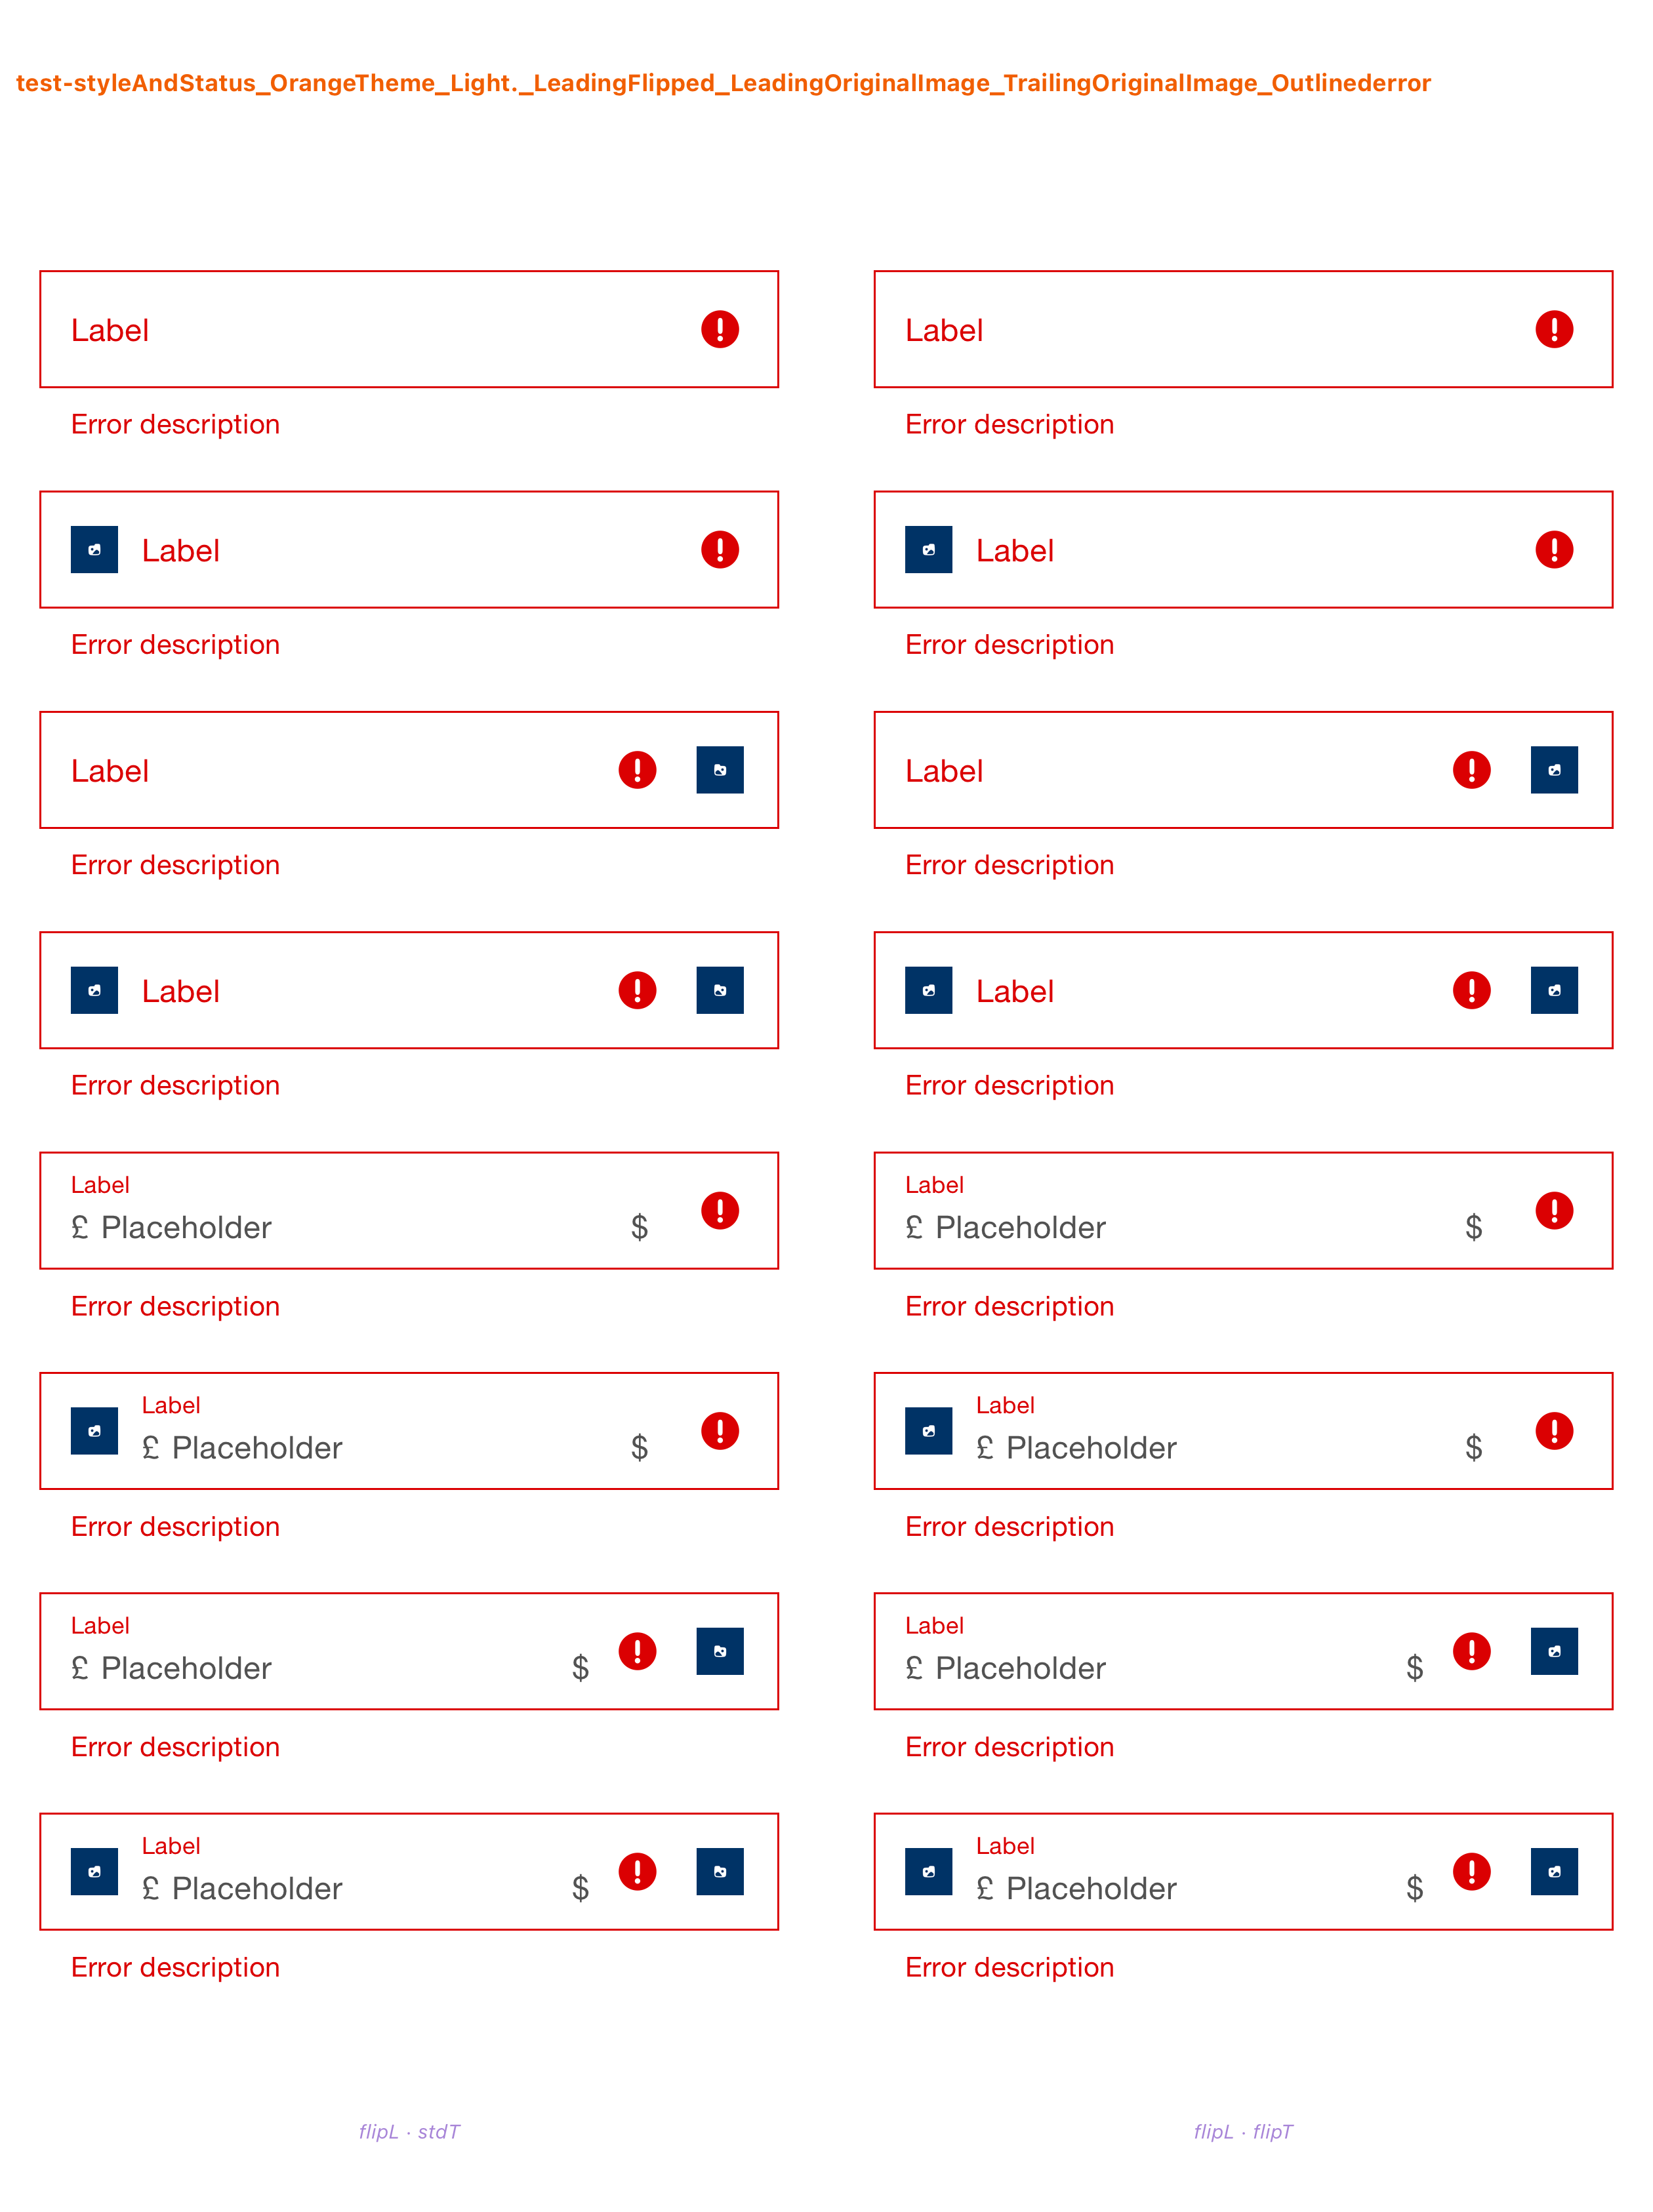 test-styleAndStatus_OrangeTheme_Light._LeadingFlipped_LeadingOriginalImage_TrailingOriginalImage_Outlinederror
Label
Label
Error description
Error description
Label
Label
Error description
Error description
Label
Label
Error description
Error description
Label
Label
Error description
Error description
Label
Label
£ Placeholder $
£ Placeholder $
Error description
Error description
Label
Label
£ Placeholder $
£ Placeholder $
Error description
Error description
Label
Label
£ Placeholder $
£ Placeholder $
Error description
Error description
Label
Label
£ Placeholder $
£ Placeholder $
Error description
Error description
flipL · stdT
flipL · flipT